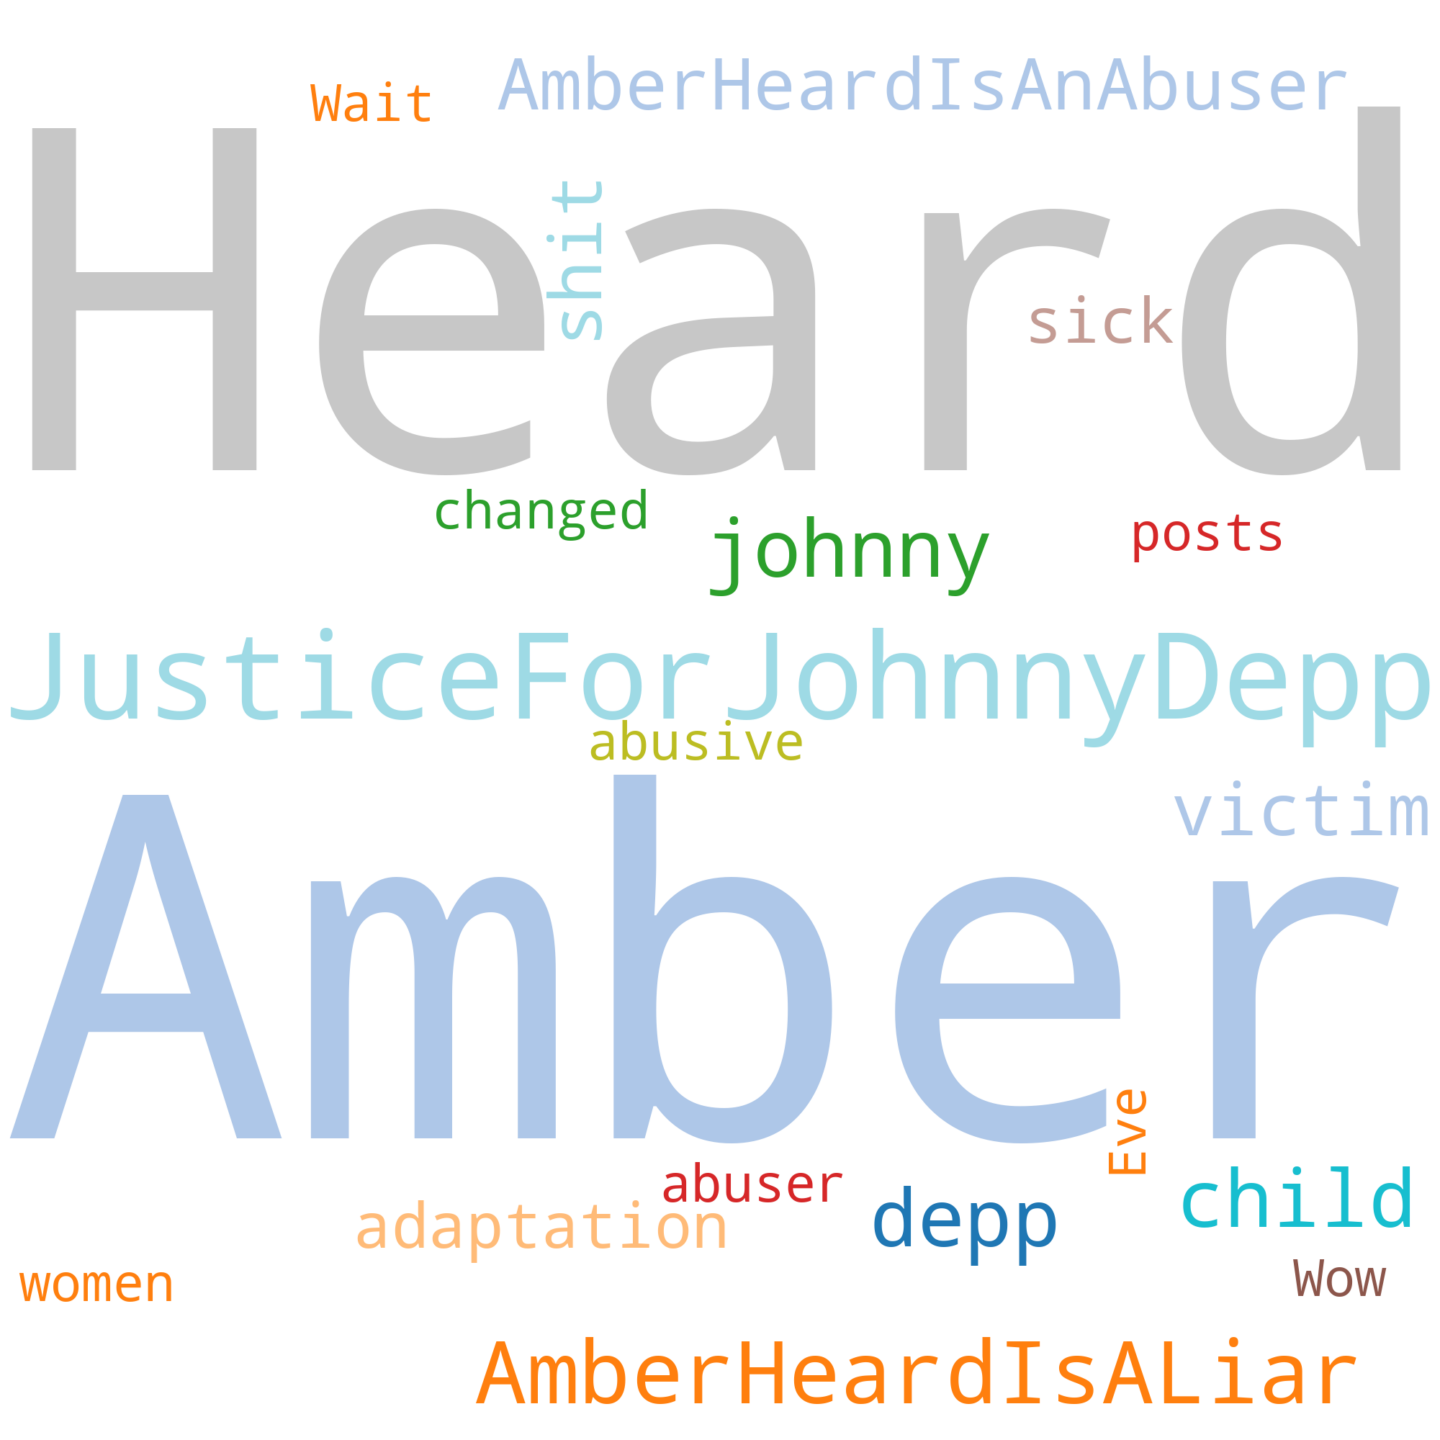 Wait
AmberHeardIsAnAbuser
Heard
shit
sick
changed
johnny
posts
JusticeForJohnnyDepp
abusive
victim
Amber
Eve
abuser
adaptation
depp
child
women
Wow
AmberHeardIsALiar